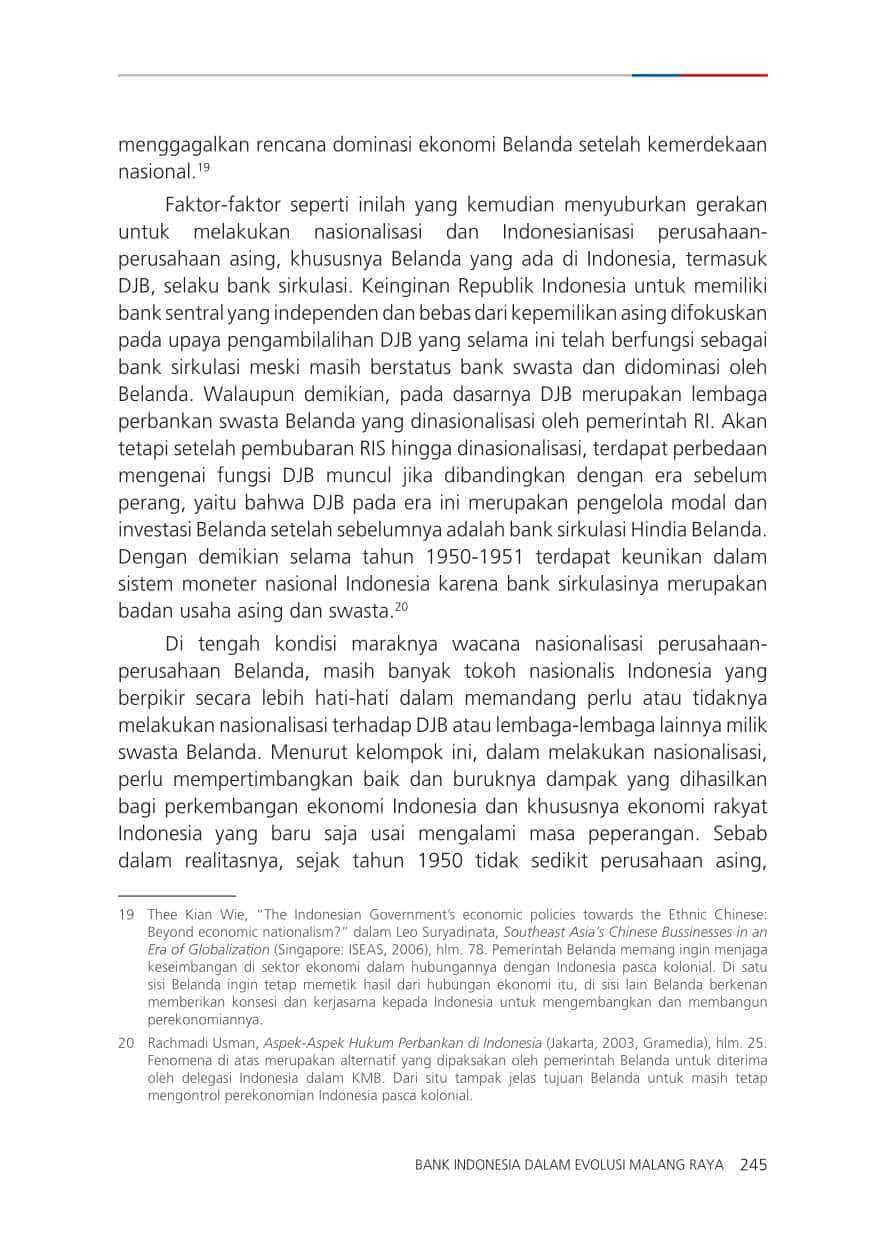 menggagalkan rencana dominasi ekonomi Belanda setelah kemerdekaan
nasional.19
Faktor-faktor seperti inilah yang kemudian menyuburkan gerakan
untuk melakukan nasionalisasi dan Indonesianisasi perusahaan-
perusahaan asing, khususnya Belanda yang ada di Indonesia, termasuk
DJB, selaku bank sirkulasi. Keinginan Republik Indonesia untuk memiliki
bank sentral yang independen dan bebas dari kepemilikan asing difokuskan
pada upaya pengambilalihan DJB yang selama ini telah berfungsi sebagai
bank sirkulasi meski masih berstatus bank swasta dan didominasi oleh
Belanda. Walaupun demikian, pada dasarnya DJB merupakan lembaga
perbankan swasta Belanda yang dinasionalisasi oleh pemerintah RI. Akan
tetapi setelah pembubaran RIS hingga dinasionalisasi, terdapat perbedaan
mengenai fungsi DJB muncul jika dibandingkan dengan era sebelum
perang, yaitu bahwa DJB pada era ini merupakan pengelola modal dan
investasi Belanda setelah sebelumnya adalah bank sirkulasi Hindia Belanda.
Dengan demikian selama tahun 1950-1951 terdapat keunikan dalam
sistem moneter nasional Indonesia karena bank sirkulasinya merupakan
badan usaha asing dan swasta.20
Di tengah kondisi maraknya wacana nasionalisasi perusahaan-
perusahaan Belanda, masih banyak tokoh nasionalis Indonesia yang
berpikir secara lebih hati-hati dalam memandang perlu atau tidaknya
melakukan nasionalisasi terhadap DJB atau lembaga-lembaga lainnya milik
swasta Belanda. Menurut kelompok ini, dalam melakukan nasionalisasi,
perlu mempertimbangkan baik dan buruknya dampak yang dihasilkan
bagi perkembangan ekonomi Indonesia dan khususnya ekonomi rakyat
Indonesia yang baru saja usai mengalami masa peperangan. Sebab
dalam realitasnya, sejak tahun 1950 tidak sedikit perusahaan asing,
19 Thee Kian Wie, "The Indonesian Government's economic policies towards the Ethnic Chinese:
Beyond economic nationalism?" dalam Leo Suryadinata, Southeast Asia's Chinese Bussinesses in an
Era of Globalization (Singapore: ISEAS, 2006), hlm. 78. Pemerintah Belanda memang ingin menjaga
keseimbangan di sektor ekonomi dalam hubungannya dengan Indonesia pasca kolonial. Di satu
sisi Belanda ingin tetap memetik hasil dari hubungan ekonomi itu, di sisi lain Belanda berkenan
memberikan konsesi dan kerjasama kepada Indonesia untuk mengembangkan dan membangun
perekonomiannya.
20 Rachmadi Usman, Aspek-Aspek Hukum Perbankan di Indonesia (Jakarta, 2003, Gramedia), hlm. 25.
Fenomena di atas merupakan alternatif yang dipaksakan oleh pemerintah Belanda untuk diterima
oleh delegasi Indonesia dalam KMB. Dari situ tampak jelas tujuan Belanda untuk masih tetap
mengontrol perekonomian Indonesia pasca kolonial.
BANK INDONESIA DALAM EVOLUSI MALANG RAYA 245